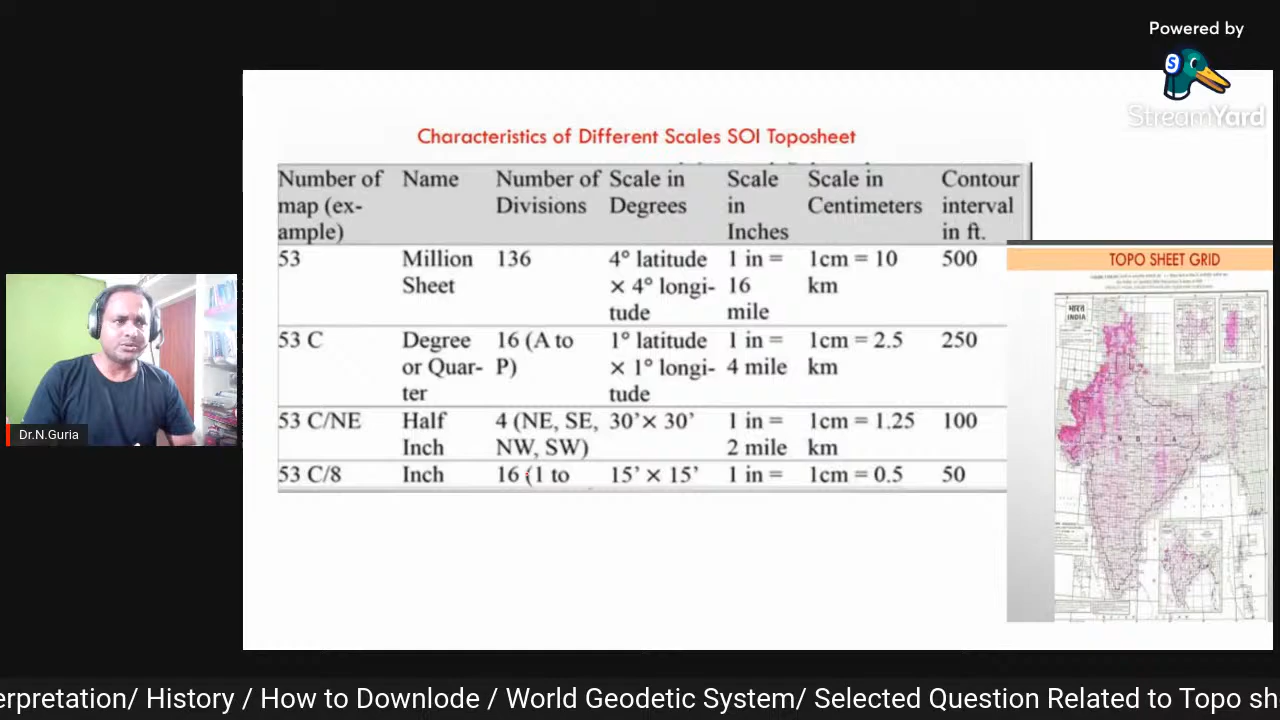 Powered by
S
StreamYard
Characteristics of Different Scales SOI Toposheet
Number of map (ex-ample) Name Number of Divisions Scale in Degrees Scale in Inches Scale in Centimeters Contour interval in ft.
53 Million Sheet 136 4° latitude × 4° longi-tude 1 in = 16 mile 1cm = 10 km 500
53 C Degree or Quar-ter 16 (A to P) 1° latitude × 1° longi-tude 1 in = 4 mile 1cm = 2.5 km 250
53 C/NE Half Inch 4 (NE, SE, NW, SW) 30’× 30’ 1 in = 2 mile 1cm = 1.25 km 100
53 C/8 Inch 16 (1 to 15’ × 15’ 1 in = 1cm = 0.5 50
TOPO SHEET GRID
भारत
INDIA
INDIA
Dr.N.Guria
erpretation/ History / How to Downlode / World Geodetic System/ Selected Question Related to Topo sh